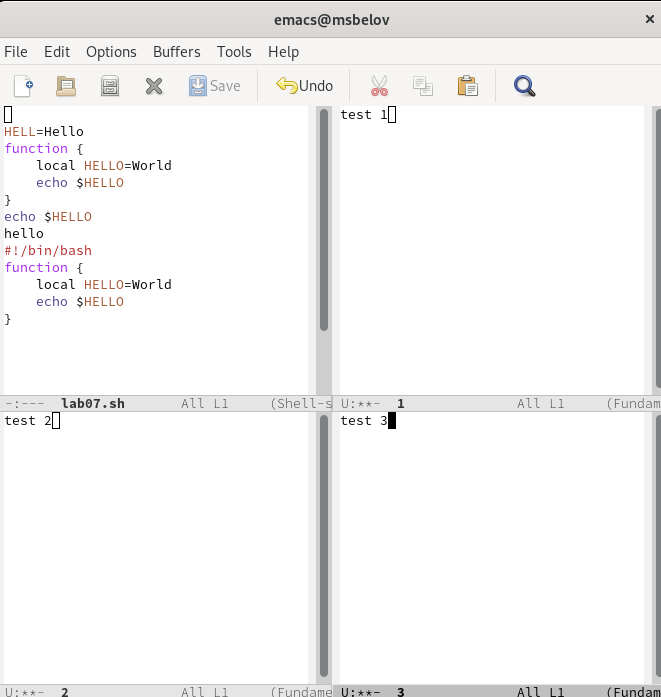 emacs@msbelov
File Edit Options Buffers Tools Help
Save Undo
HELL=Hello
function {
    local HELLO=World
    echo $HELLO
}
echo $HELLO
hello
#!/bin/bash
function {
    local HELLO=World
    echo $HELLO
}
-:--- lab07.sh All L1 (Shell-s
test 1
U:**- 1 All L1 (Fundam
test 2
U:**- 2 All L1 (Fundame
test 3
U:**- 3 All L1 (Fundam